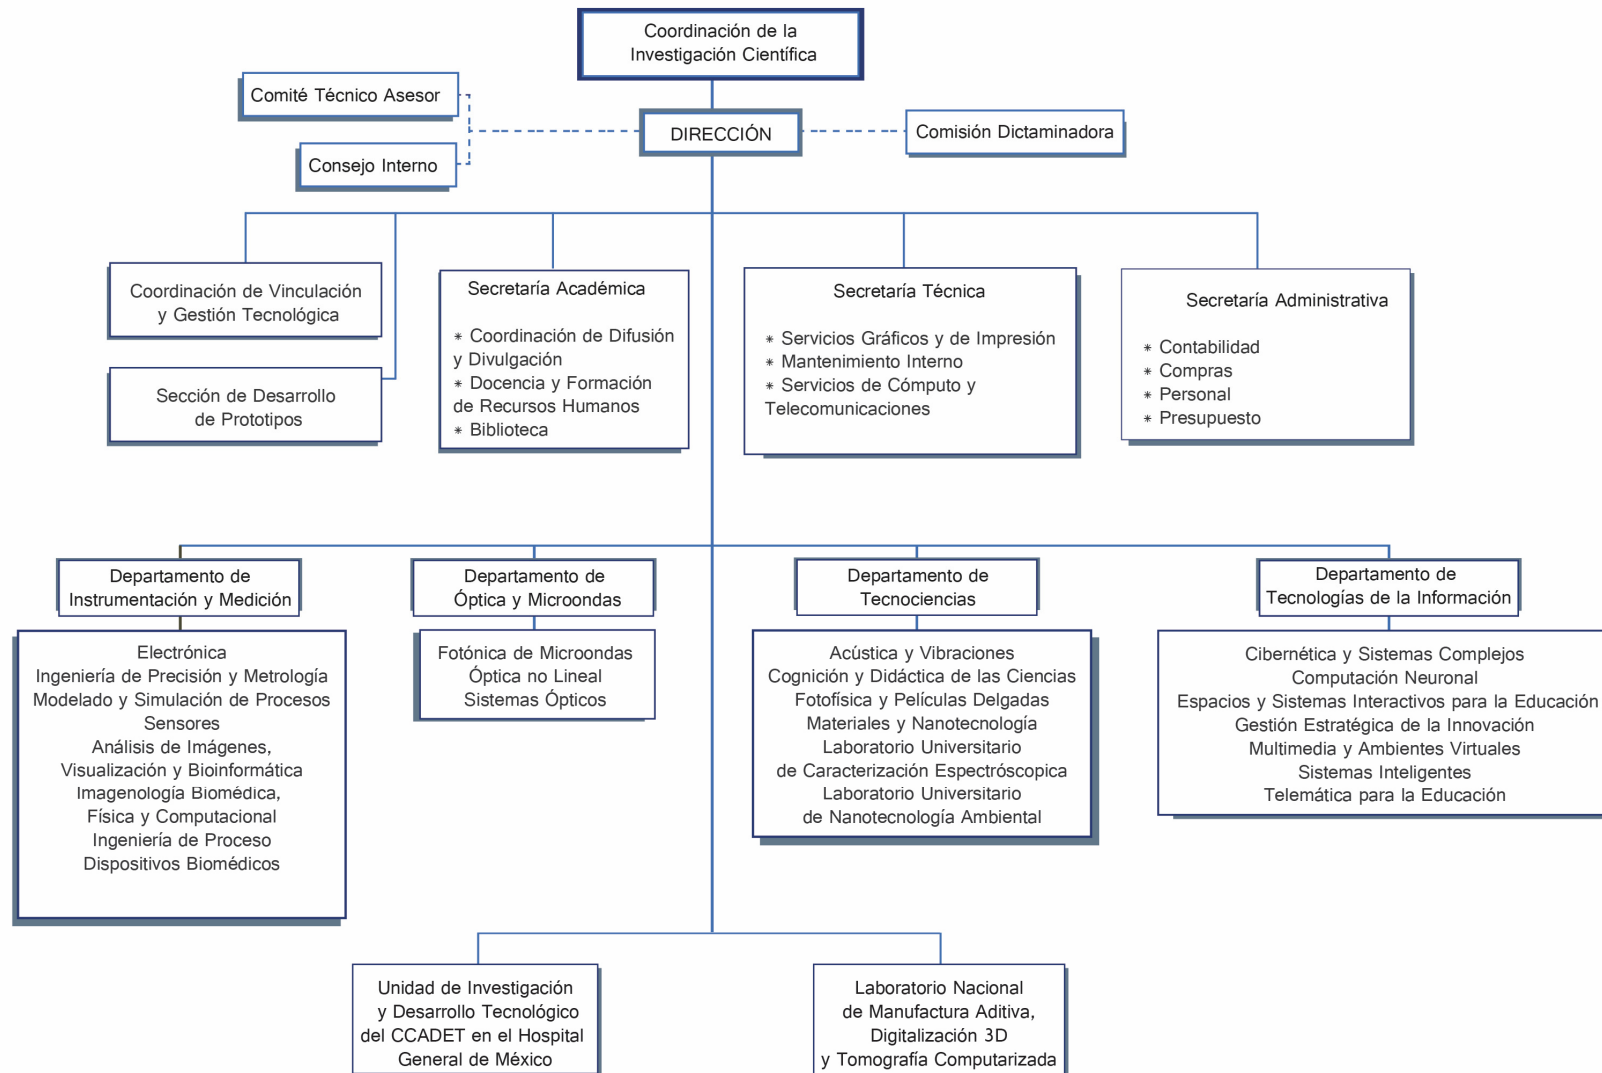 Coordinación de la
Investigación Científica
Comité Técnico Asesor
DIRECCIÓN
Comisión Dictaminadora
Consejo Interno
Coordinación de Vinculación
y Gestión Tecnológica
Sección de Desarrollo
de Prototipos
Secretaría Académica
* Coordinación de Difusión
y Divulgación
* Docencia y Formación
de Recursos Humanos
* Biblioteca
Secretaría Técnica
* Servicios Gráficos y de Impresión
* Mantenimiento Interno
* Servicios de Cómputo y
Telecomunicaciones
Secretaría Administrativa
* Contabilidad
* Compras
* Personal
* Presupuesto
Departamento de
Instrumentación y Medición
Electrónica
Ingeniería de Precisión y Metrología
Modelado y Simulación de Procesos
Sensores
Análisis de Imágenes,
Visualización y Bioinformática
Imagenología Biomédica,
Física y Computacional
Ingeniería de Proceso
Dispositivos Biomédicos
Departamento de
Óptica y Microondas
Fotónica de Microondas
Óptica no Lineal
Sistemas Ópticos
Departamento de
Tecnociencias
Acústica y Vibraciones
Cognición y Didáctica de las Ciencias
Fotofísica y Películas Delgadas
Materiales y Nanotecnología
Laboratorio Universitario
de Caracterización Espectróscopica
Laboratorio Universitario
de Nanotecnología Ambiental
Departamento de
Tecnologías de la Información
Cibernética y Sistemas Complejos
Computación Neuronal
Espacios y Sistemas Interactivos para la Educación
Gestión Estratégica de la Innovación
Multimedia y Ambientes Virtuales
Sistemas Inteligentes
Telemática para la Educación
Unidad de Investigación
y Desarrollo Tecnológico
del CCADET en el Hospital
General de México
Laboratorio Nacional
de Manufactura Aditiva,
Digitalización 3D
y Tomografía Computarizada